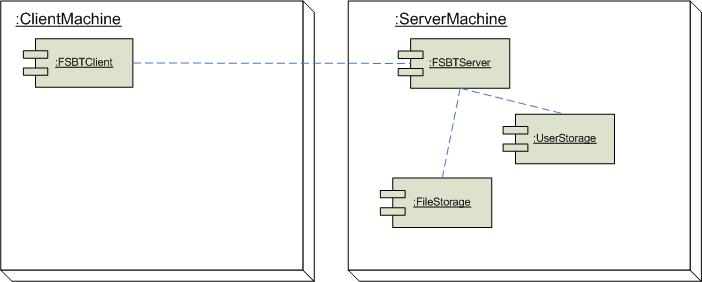 :ClientMachine
:FSBTClient
:ServerMachine
:FSBTServer
:UserStorage
:FileStorage